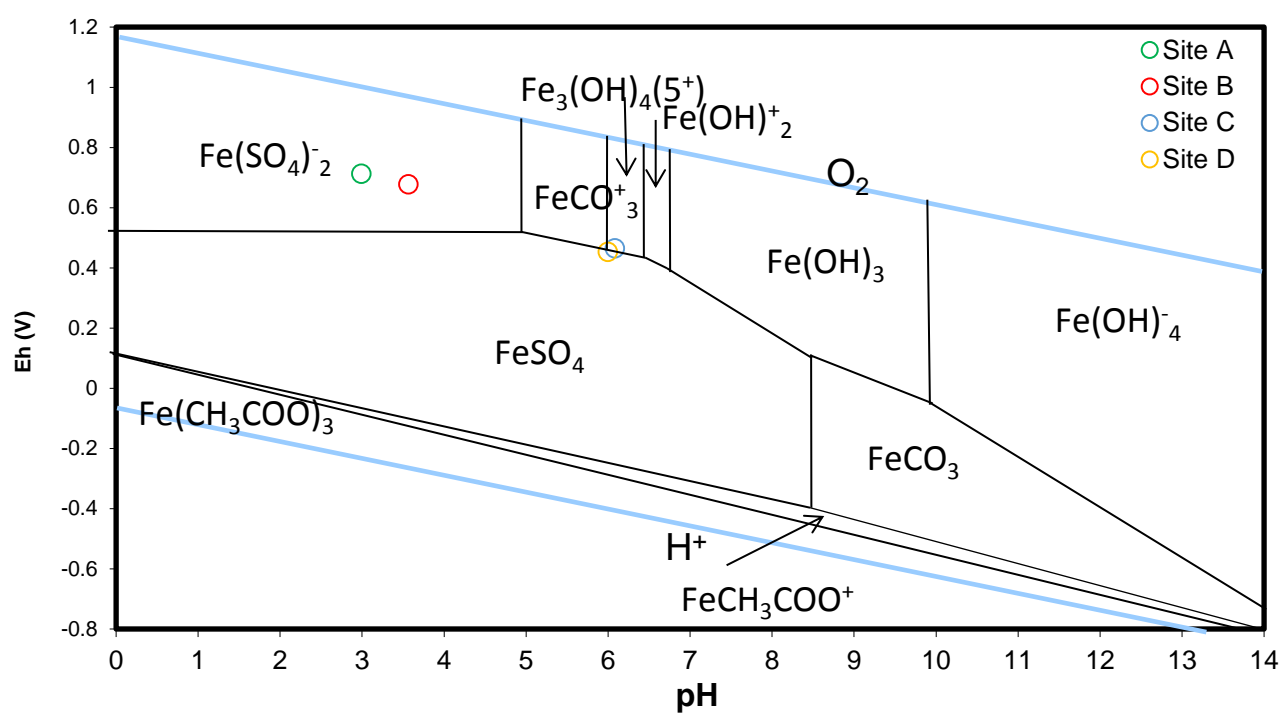 1.2
1
0.8
0.6
0.4
0.2
0
-0.2
-0.4
-0.6
-0.8
Eh (V)
0 1 2 3 4 5 6 7 8 9 10 11 12 13 14
pH
Site A
Site B
Site C
Site D
Fe₃(OH)₄(5⁺)
Fe(OH)⁺₂
Fe(SO₄)⁻₂
FeCO⁺₃
O₂
Fe(OH)₃
Fe(OH)⁻₄
FeSO₄
Fe(CH₃COO)₃
FeCO₃
H⁺
FeCH₃COO⁺